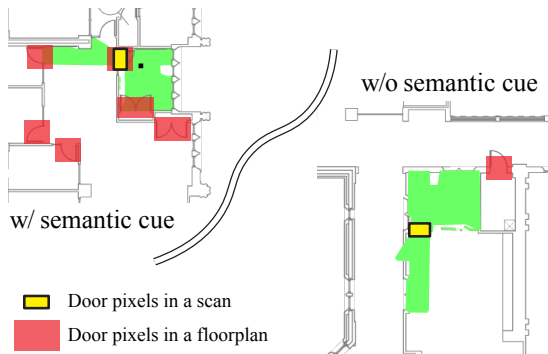 w/o semantic cue
w/ semantic cue
Door pixels in a scan
Door pixels in a floorplan